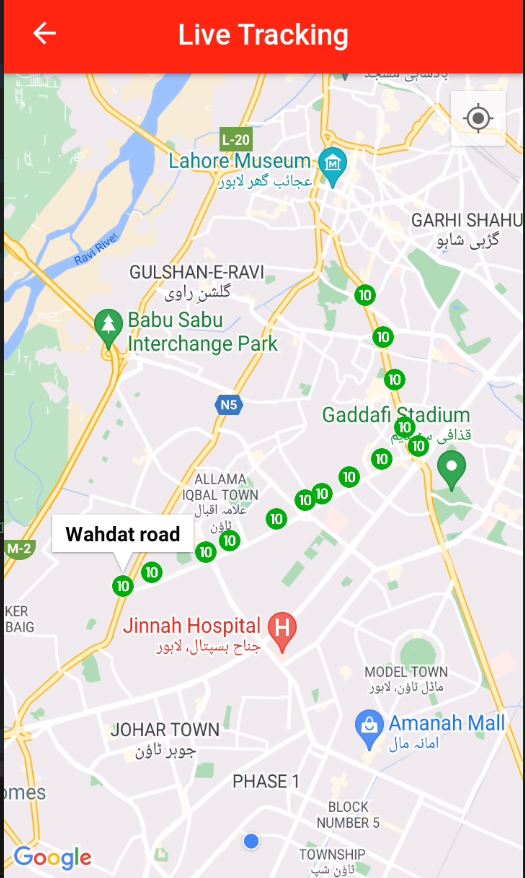 Live Tracking
بادشاہی مسجد
L-20
Lahore Museum
عجائب گھر لاہور
GARHI SHAHU
گڑہی شاہو
Ravi River
GULSHAN-E-RAVI
گلشن راوی
Babu Sabu
Interchange Park
10
10
N5
10
Gaddafi Stadium
10
قذافی
10
10
ALLAMA
IQBAL TOWN
علامہ اقبال
ٹاؤن
10
10
10
10
10
10
Wahdat road
M-2
10
10
KER
BAIG
Jinnah Hospital
جناح ہسپتال، لاہور
H
MODEL TOWN
ماڈل ٹاؤن، لاہور
JOHAR TOWN
جوہر ٹاؤن
Amanah Mall
امانہ مال
PHASE 1
omes
BLOCK
NUMBER 5
Google
TOWNSHIP
ٹاؤن شپ